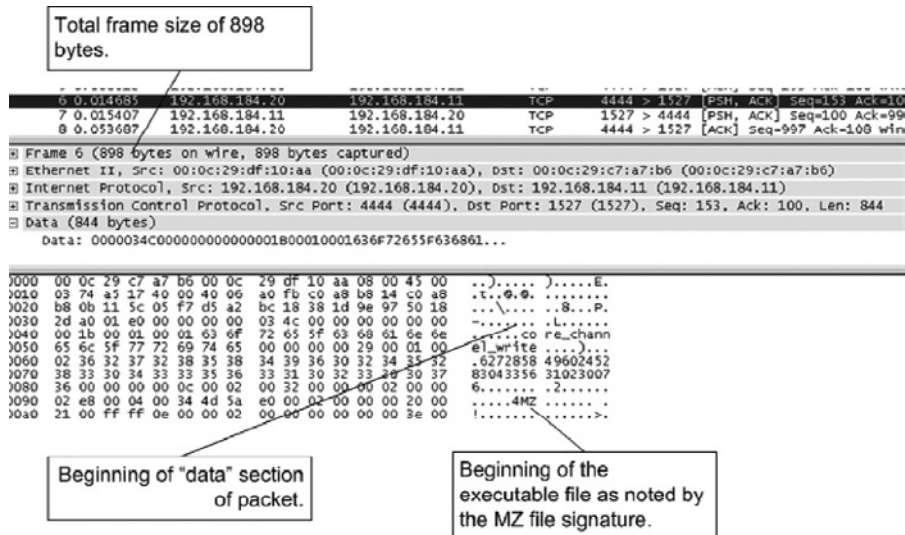 Total frame size of 898
bytes.
6 0.014685 192.168.184.20 192.168.184.11 TCP 4444 > 1527 [PSH, ACK] Seq=153 Ack=10
7 0.015407 192.168.184.11 192.168.184.20 TCP 1527 > 4444 [PSH, ACK] Seq=100 Ack=99
8 0.053687 192.168.184.20 192.168.184.11 TCP 4444 > 1527 [ACK] Seq=997 Ack=108 Win
Frame 6 (898 bytes on wire, 898 bytes captured)
Ethernet II, Src: 00:0c:29:df:10:aa (00:0c:29:df:10:aa), Dst: 00:0c:29:c7:a7:b6 (00:0c:29:c7:a7:b6)
Internet Protocol, Src: 192.168.184.20 (192.168.184.20), Dst: 192.168.184.11 (192.168.184.11)
Transmission Control Protocol, Src Port: 4444 (4444), Dst Port: 1527 (1527), Seq: 153, Ack: 100, Len: 844
Data (844 bytes)
Data: 0000034C000000000000001B00010001636F72655F636861...
0000 00 0c 29 c7 a7 b6 00 0c 29 df 10 aa 08 00 45 00 ..)..... ).....E.
0010 03 74 a5 17 40 00 40 06 a0 fb c0 a8 b8 14 c0 a8 .t..@.@. ........
0020 b8 0b 11 5c 05 f7 d5 a2 bc 18 38 1d 9e 97 50 18 ...\.... ..8...P.
0030 2d a0 01 e0 00 00 00 00 03 4c 00 00 00 00 00 00 -....... .L......
0040 00 1b 00 01 00 01 63 6f 72 65 5f 63 68 61 6e 6e ......co re_chann
0050 65 6c 5f 77 72 69 74 65 00 00 00 00 29 00 01 00 el_write ....)...
0060 02 36 32 37 32 38 35 38 34 39 36 30 32 34 35 32 .6272858 49602452
0070 38 33 30 34 33 33 35 36 33 31 30 32 33 30 30 37 83043356 31023007
0080 36 00 00 00 00 0c 00 02 00 32 00 00 00 02 00 00 6....... .2......
0090 02 e8 00 04 00 34 4d 5a e0 00 02 00 00 00 20 00 .....4MZ ...... .
00a0 21 00 ff ff 0e 00 00 02 00 00 00 00 00 00 3e 00 !....... ......>.
Beginning of "data" section
of packet.
Beginning of the
executable file as noted by
the MZ file signature.